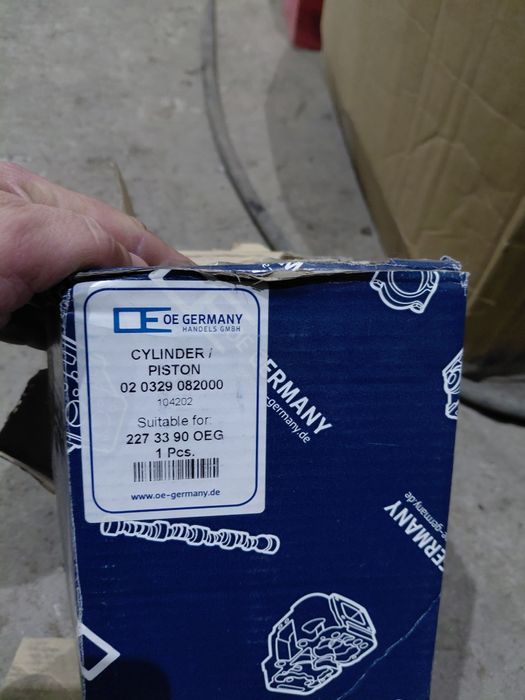 OE OE GERMANY
HANDELS GMBH
CYLINDER /
PISTON
02 0329 082000
104202
Suitable for:
227 33 90 OEG
1 Pcs.
www.oe-germany.de
GERMANY
e-germany.de
ERMANY
oe-germany.de